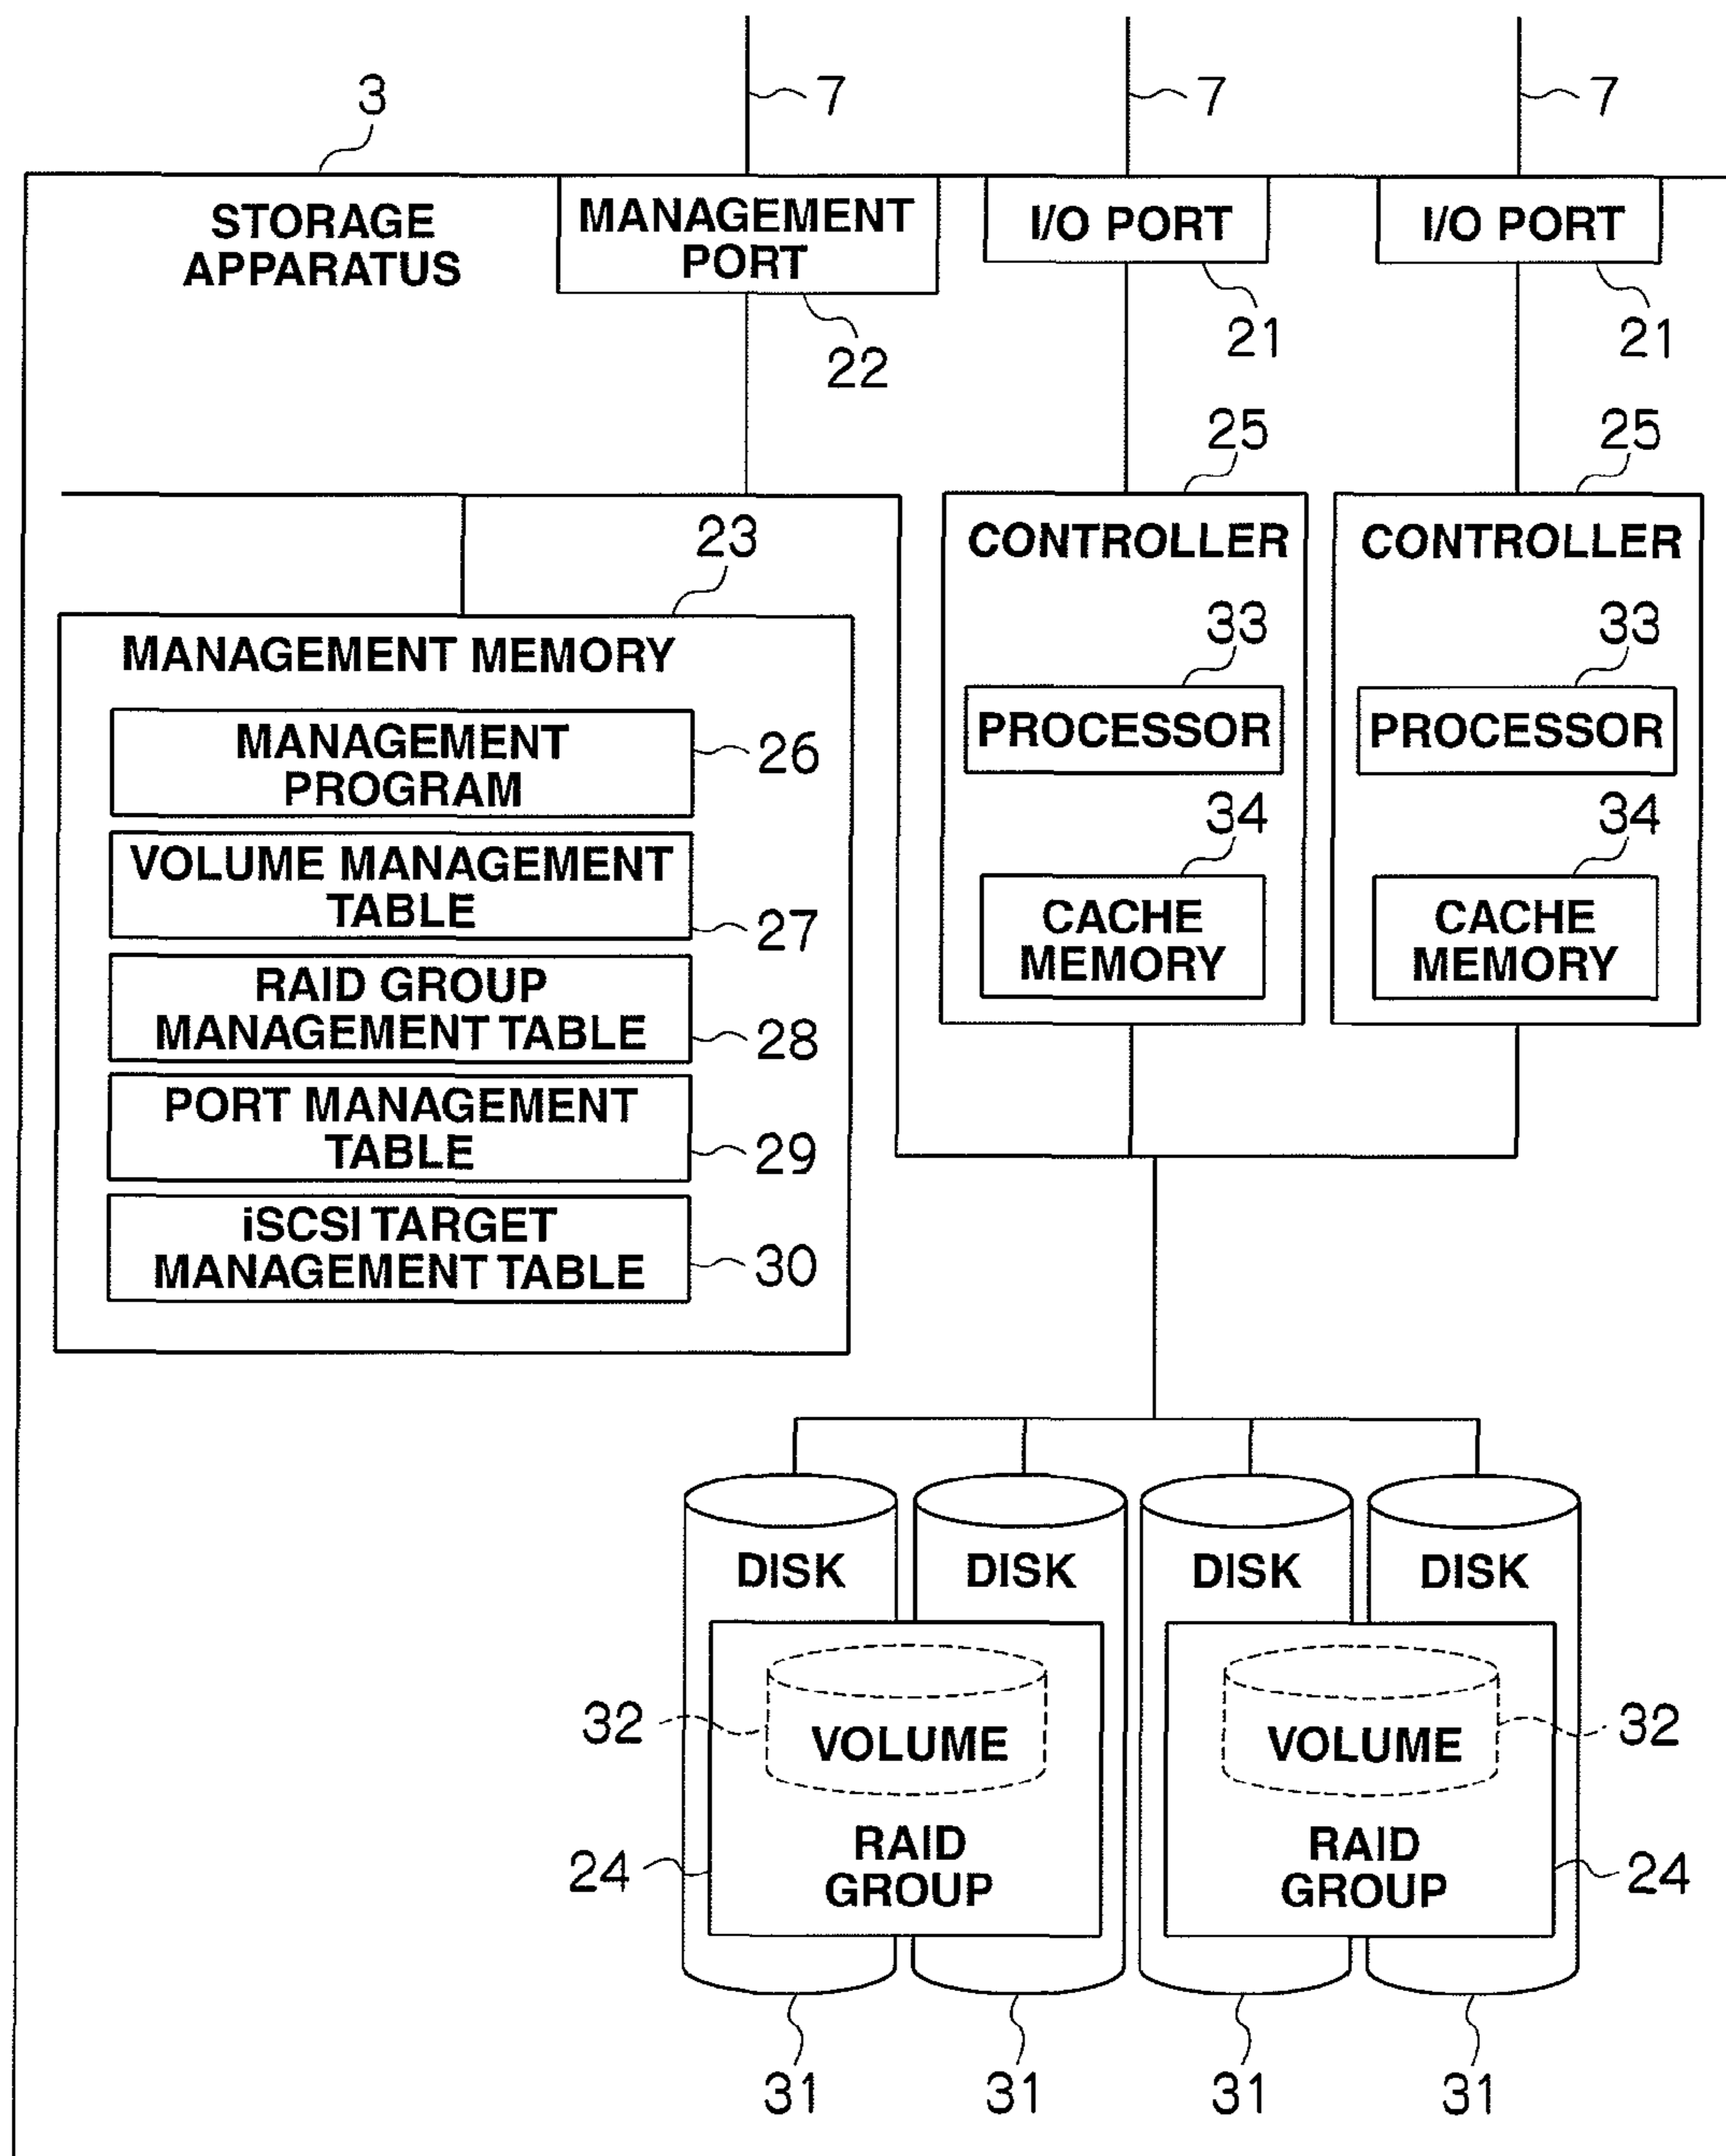 7
7
7
3
STORAGE
APPARATUS
MANAGEMENT
PORT
I/O PORT
I/O PORT
22
21
21
25
25
23
MANAGEMENT MEMORY
MANAGEMENT
PROGRAM
26
VOLUME MANAGEMENT
TABLE
27
RAID GROUP
MANAGEMENT TABLE
28
PORT MANAGEMENT
TABLE
29
iSCSI TARGET
MANAGEMENT TABLE
30
CONTROLLER
33
PROCESSOR
34
CACHE
MEMORY
CONTROLLER
33
PROCESSOR
34
CACHE
MEMORY
DISK
DISK
DISK
DISK
32
VOLUME
VOLUME
32
24
RAID
GROUP
RAID
GROUP
24
31
31
31
31